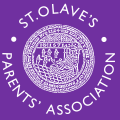 • ST. OLAVE'S •
PARENTS' ASSOCIATION